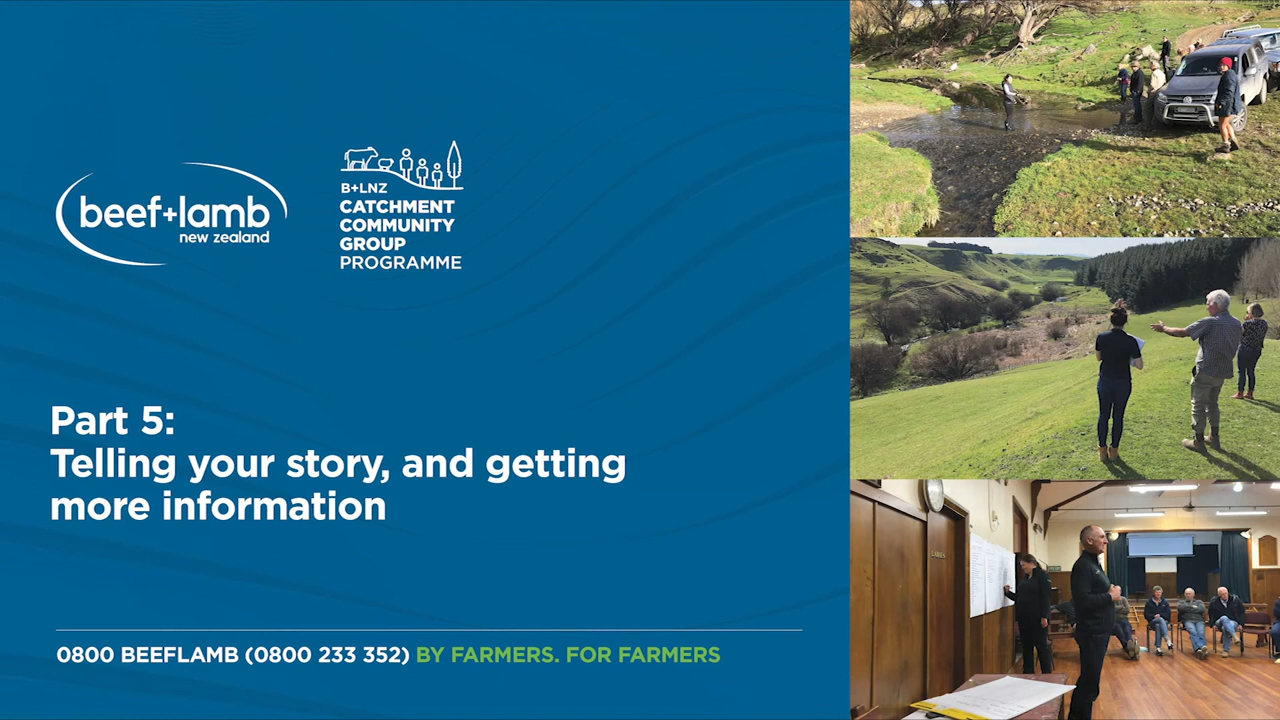 beef+lamb
new zealand
B+LNZ
CATCHMENT
COMMUNITY
GROUP
PROGRAMME
Part 5:
Telling your story, and getting
more information
0800 BEEFLAMB (0800 233 352) BY FARMERS. FOR FARMERS
LADIES